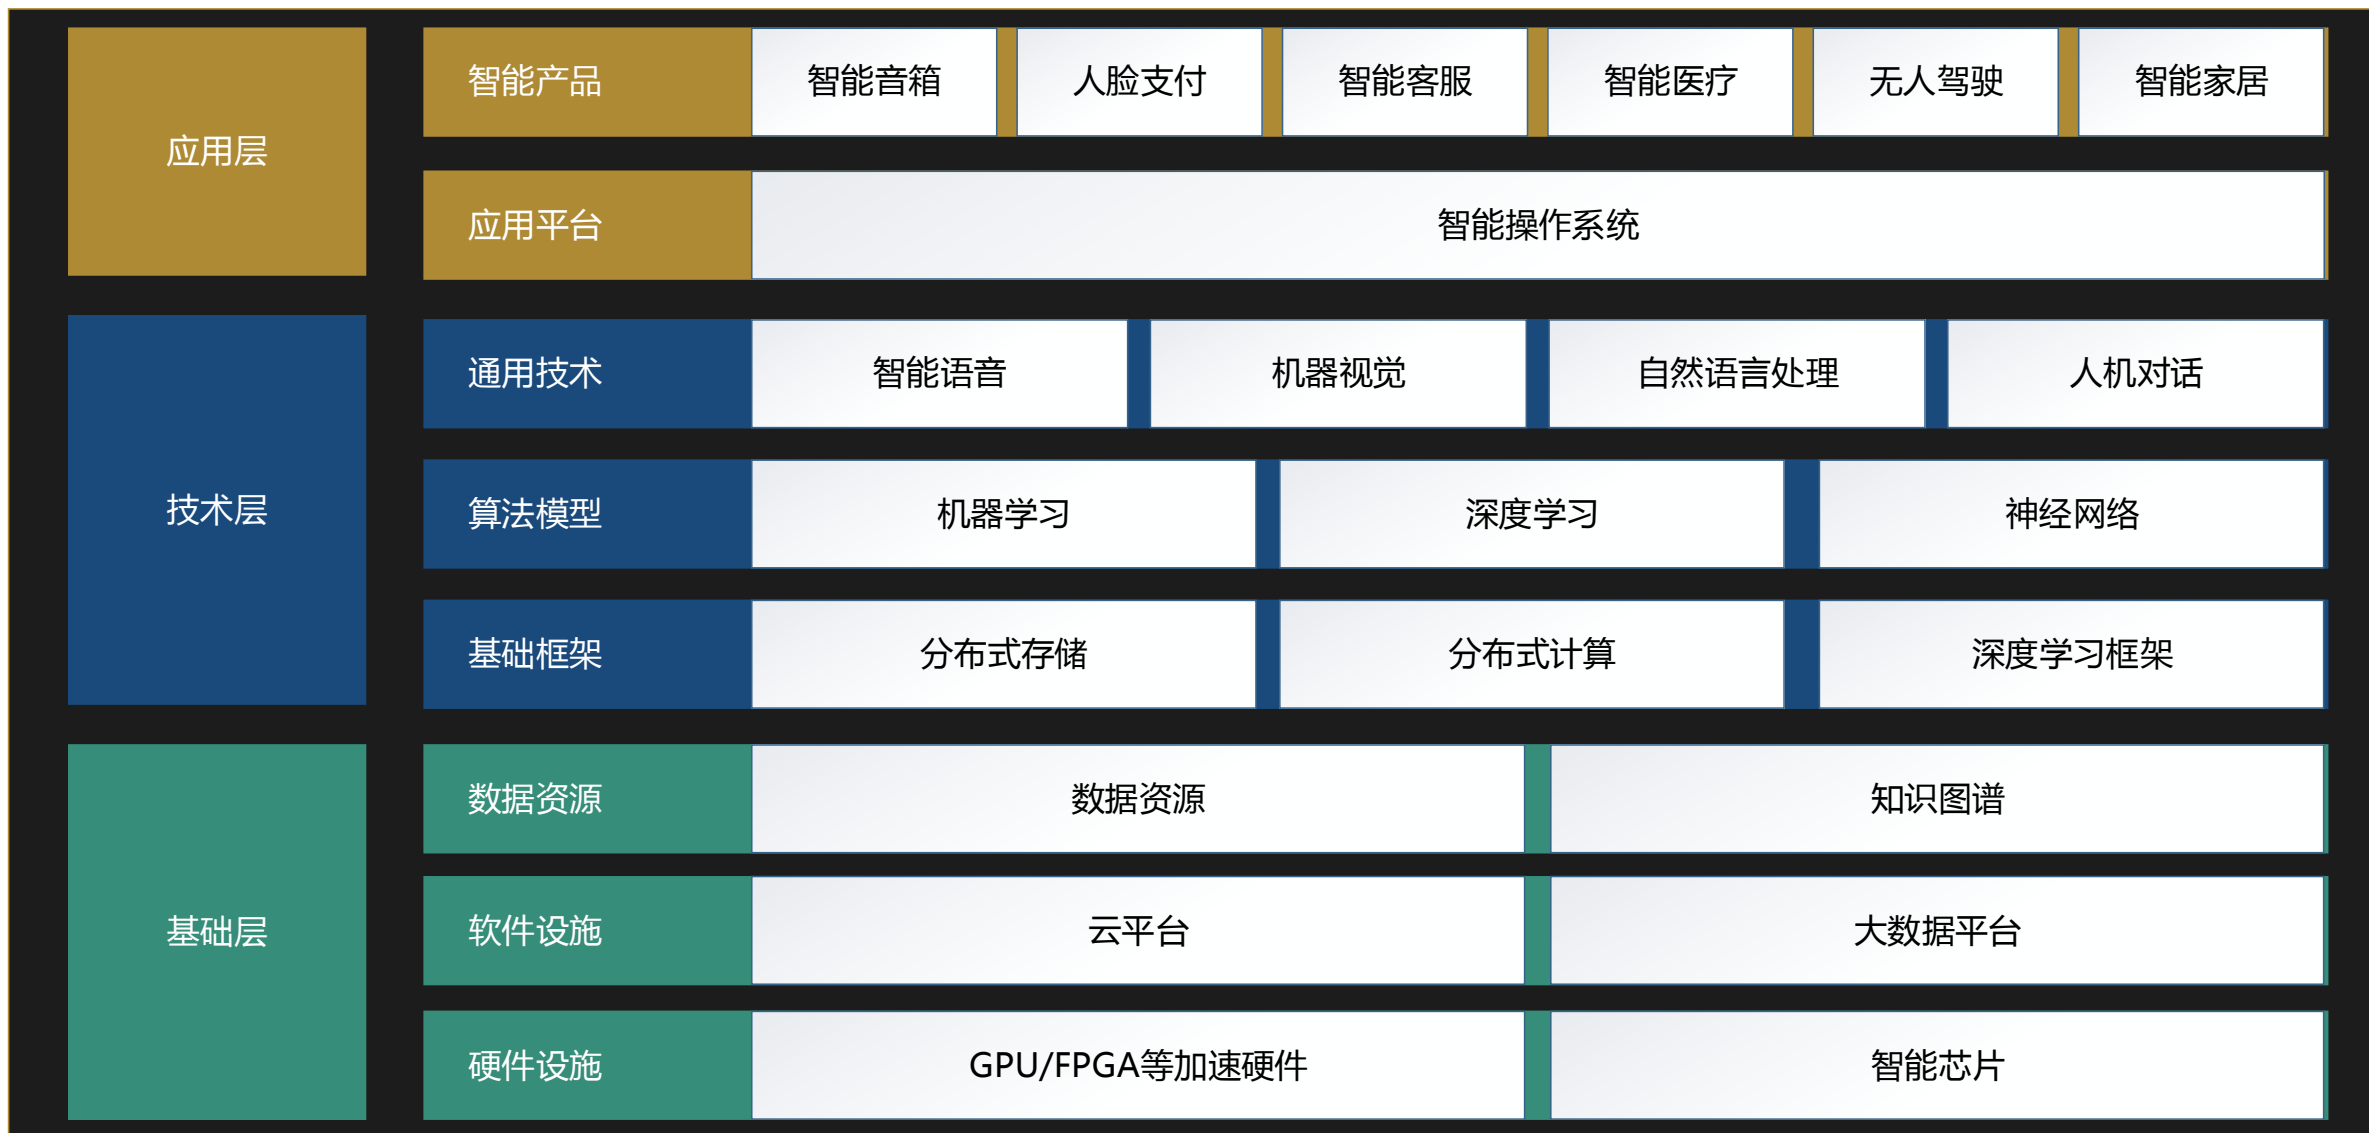 应用层
智能产品
智能音箱
人脸支付
智能客服
智能医疗
无人驾驶
智能家居
应用平台
智能操作系统
技术层
通用技术
智能语音
机器视觉
自然语言处理
人机对话
算法模型
机器学习
深度学习
神经网络
基础框架
分布式存储
分布式计算
深度学习框架
基础层
数据资源
数据资源
知识图谱
软件设施
云平台
大数据平台
硬件设施
GPU/FPGA等加速硬件
智能芯片